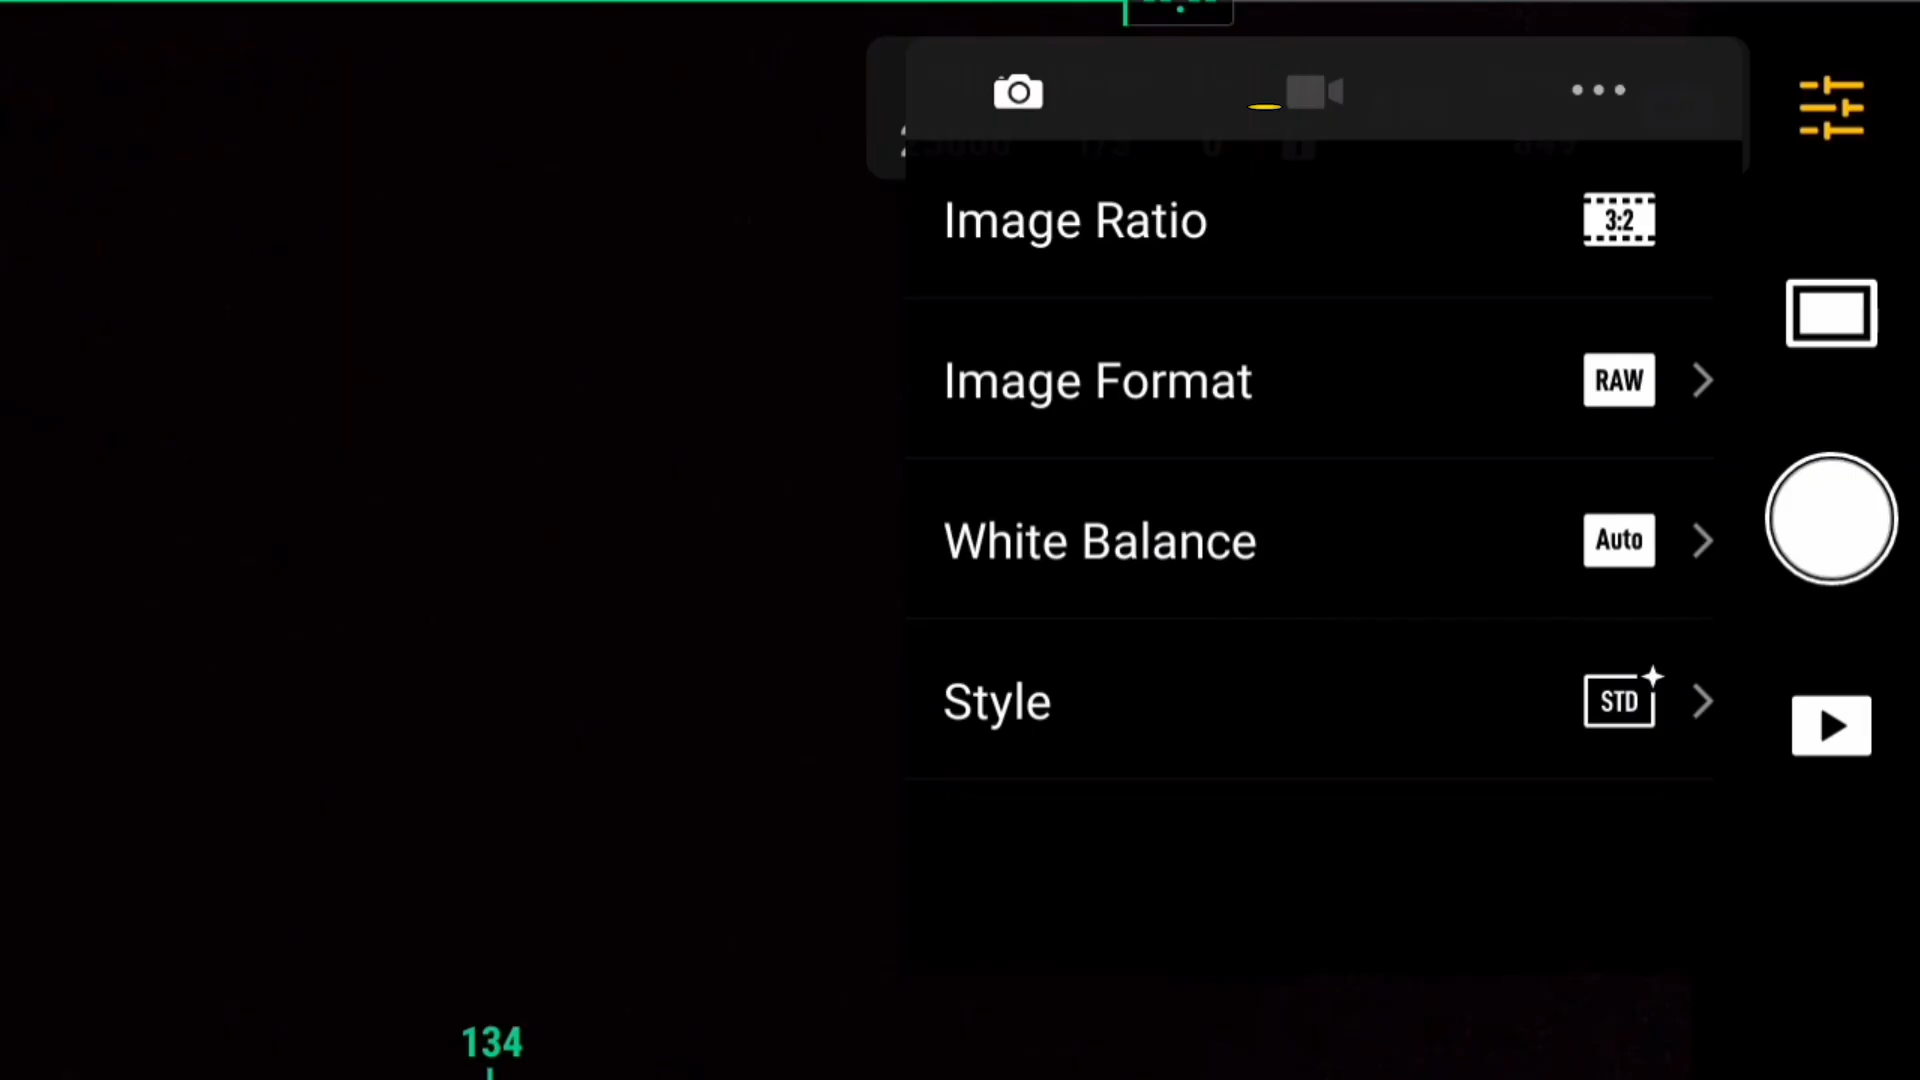 Image Ratio 3:2
Image Format RAW
White Balance Auto
Style STD
134